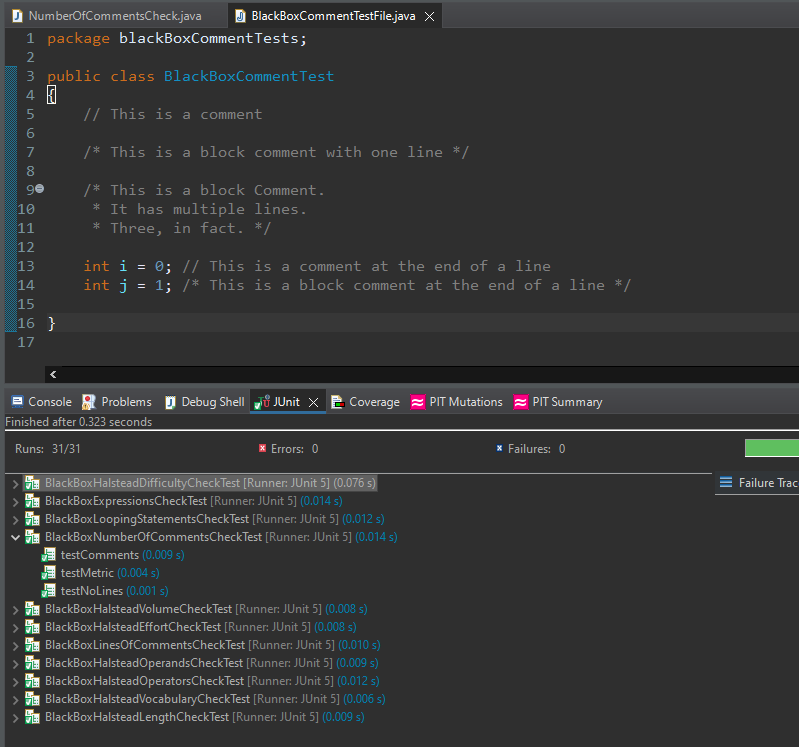 NumberOfCommentsCheck.java BlackBoxCommentTestFile.java
1 package blackBoxCommentTests;
2
3 public class BlackBoxCommentTest
4 {
5 // This is a comment
6
7 /* This is a block comment with one line */
8
9 /* This is a block Comment.
10 * It has multiple lines.
11 * Three, in fact. */
12
13 int i = 0; // This is a comment at the end of a line
14 int j = 1; /* This is a block comment at the end of a line */
15
16 }
17
Console Problems Debug Shell JUnit Coverage PIT Mutations PIT Summary
Finished after 0.323 seconds
Runs: 31/31 Errors: 0 Failures: 0
BlackBoxHalsteadDifficultyCheckTest [Runner: JUnit 5] (0.076 s) Failure Trac
BlackBoxExpressionsCheckTest [Runner: JUnit 5] (0.014 s)
BlackBoxLoopingStatementsCheckTest [Runner: JUnit 5] (0.012 s)
BlackBoxNumberOfCommentsCheckTest [Runner: JUnit 5] (0.014 s)
testComments (0.009 s)
testMetric (0.004 s)
testNoLines (0.001 s)
BlackBoxHalsteadVolumeCheckTest [Runner: JUnit 5] (0.008 s)
BlackBoxHalsteadEffortCheckTest [Runner: JUnit 5] (0.008 s)
BlackBoxLinesOfCommentsCheckTest [Runner: JUnit 5] (0.010 s)
BlackBoxHalsteadOperandsCheckTest [Runner: JUnit 5] (0.009 s)
BlackBoxHalsteadOperatorsCheckTest [Runner: JUnit 5] (0.012 s)
BlackBoxHalsteadVocabularyCheckTest [Runner: JUnit 5] (0.006 s)
BlackBoxHalsteadLengthCheckTest [Runner: JUnit 5] (0.009 s)